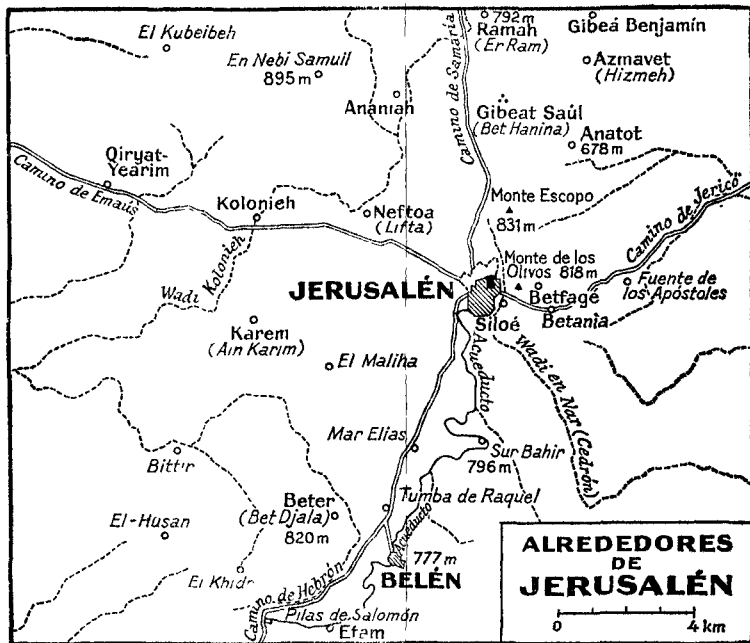 El Kubeibeh
792 m
Ramah
(Er Ram)
Gibeá Benjamín
En Nebi Samuil
895 m
Azmavet
(Hizmeh)
Ananiah
Camino de Samaria
Gibeat Saúl
(Bet Hanina)
Anatot
678 m
Qiryat-
Yearim
Camino de Emaús
Kolonieh
Neftoa
(Lifta)
Monte Escopo
831 m
Camino de Jericó
Wadi Kolonieh
Monte de los
Olivos 818 m
JERUSALÉN
Betfagé
Fuente de
los Apóstoles
Siloé
Betania
Karem
(Ain Karim)
El Maliha
Acueducto
Wadi en Nar (Cedrón)
Mar Elias
Sur Bahir
796 m
Bittir
Beter
(Bet Djala)
820 m
Tumba de Raquel
El-Husan
Acueducto
777 m
BELÉN
El Khidr
Camino de Hebrón
Pilas de Salomón
Etam
ALREDEDORES
DE
JERUSALÉN
0
4 km